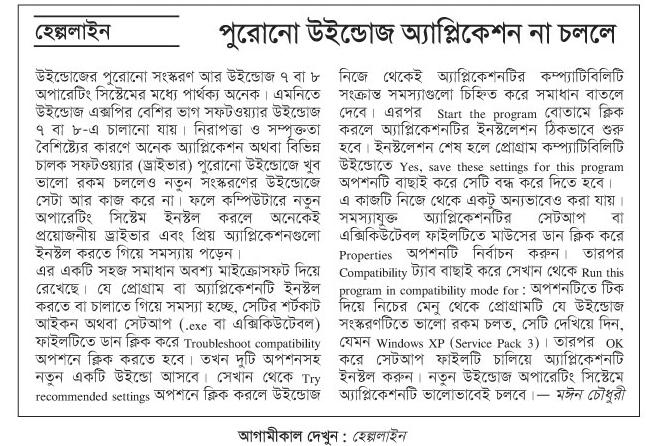 হেল্পলাইন
পুরোনো উইন্ডোজ অ্যাপ্লিকেশন না চললে
উইন্ডোজের পুরোনো সংস্করণ আর উইন্ডোজ ৭ বা ৮
অপারেটিং সিস্টেমের মধ্যে পার্থক্য অনেক। এমনিতে
উইন্ডোজ এক্সপির বেশির ভাগ সফটওয়্যার উইন্ডোজ
৭ বা ৮-এ চালানো যায়। নিরাপত্তা ও সম্পৃক্ততা
বৈশিষ্ট্যের কারণে অনেক অ্যাপ্লিকেশন অথবা বিভিন্ন
চালক সফটওয়্যার (ড্রাইভার) পুরোনো উইন্ডোজে খুব
ভালো রকম চললেও নতুন সংস্করণের উইন্ডোজে
সেটা আর কাজ করে না। ফলে কম্পিউটারে নতুন
অপারেটিং সিস্টেম ইনস্টল করলে অনেকেই
প্রয়োজনীয় ড্রাইভার এবং প্রিয় অ্যাপ্লিকেশনগুলো
ইনস্টল করতে গিয়ে সমস্যায় পড়েন।
এর একটি সহজ সমাধান অবশ্য মাইক্রোসফট দিয়ে
রেখেছে। যে প্রোগ্রাম বা অ্যাপ্লিকেশনটি ইনস্টল
করতে বা চালাতে গিয়ে সমস্যা হচ্ছে, সেটির শর্টকাট
আইকন অথবা সেটআপ (.exe বা এক্সিকিউটেবল)
ফাইলটিতে ডান ক্লিক করে Troubleshoot compatibility
অপশনে ক্লিক করতে হবে। তখন দুটি অপশনসহ
নতুন একটি উইন্ডো আসবে। সেখান থেকে Try
recommended settings অপশনে ক্লিক করলে উইন্ডোজ
নিজে থেকেই অ্যাপ্লিকেশনটির কম্প্যাটিবিলিটি
সংক্রান্ত সমস্যাগুলো চিহ্নিত করে সমাধান বাতলে
দেবে। এরপর Start the program বোতামে ক্লিক
করলে অ্যাপ্লিকেশনটির ইনস্টলেশন ঠিকভাবে শুরু
হবে। ইনস্টলেশন শেষ হলে প্রোগ্রাম কম্প্যাটিবিলিটি
উইন্ডোতে Yes, save these settings for this program
অপশনটি বাছাই করে সেটি বন্ধ করে দিতে হবে।
এ কাজটি নিজে থেকে একটু অন্যভাবেও করা যায়।
সমস্যাযুক্ত অ্যাপ্লিকেশনটির সেটআপ বা
এক্সিকিউটেবল ফাইলটিতে মাউসের ডান ক্লিক করে
Properties অপশনটি নির্বাচন করুন। তারপর
Compatibility ট্যাব বাছাই করে সেখান থেকে Run this
program in compatibility mode for : অপশনটিতে টিক
দিয়ে নিচের মেনু থেকে প্রোগ্রামটি যে উইন্ডোজ
সংস্করণটিতে ভালো রকম চলত, সেটি দেখিয়ে দিন,
যেমন Windows XP (Service Pack 3) । তারপর OK
করে সেটআপ ফাইলটি চালিয়ে অ্যাপ্লিকেশনটি
ইনস্টল করুন। নতুন উইন্ডোজ অপারেটিং সিস্টেমে
অ্যাপ্লিকেশনটি ভালোভাবেই চলবে।— মঈন চৌধুরী
আগামীকাল দেখুন : হেল্পলাইন